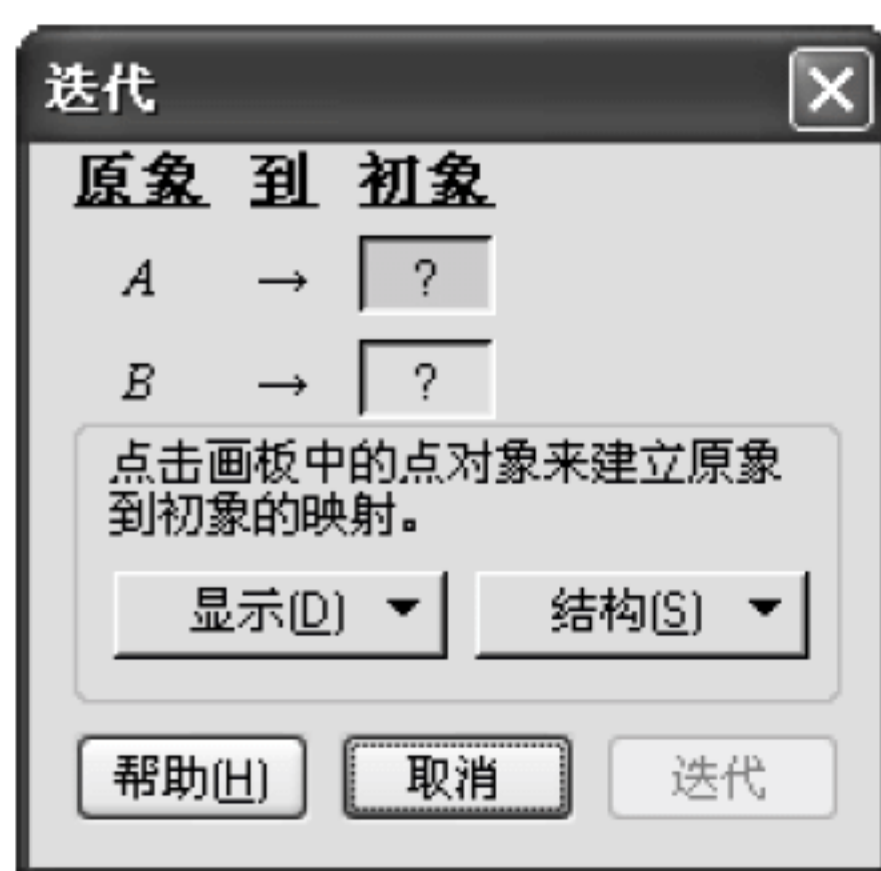 迭代
原象 到 初象
A → ?
B → ?
点击画板中的点对象来建立原象
到初象的映射。
显示(D) 结构(S)
帮助(H) 取消 迭代